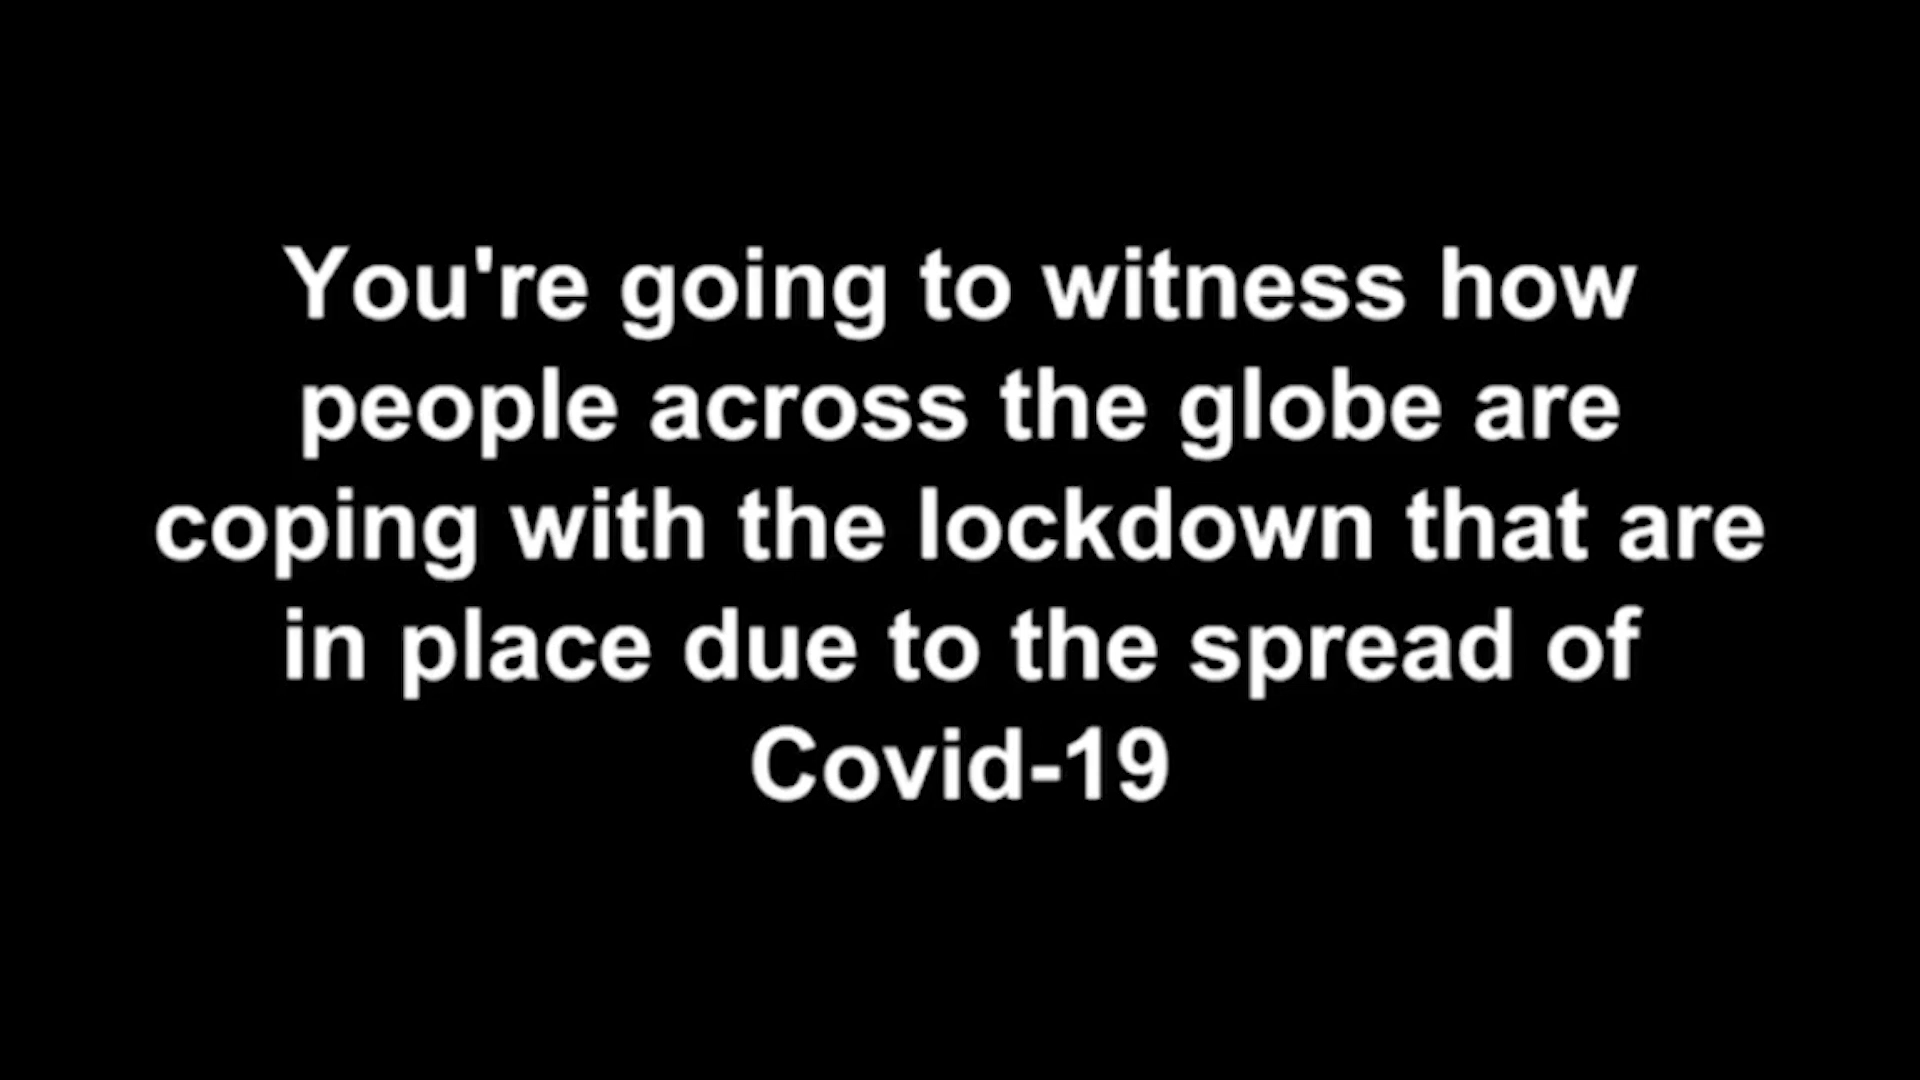 You're going to witness how
people across the globe are
coping with the lockdown that are
in place due to the spread of
Covid-19